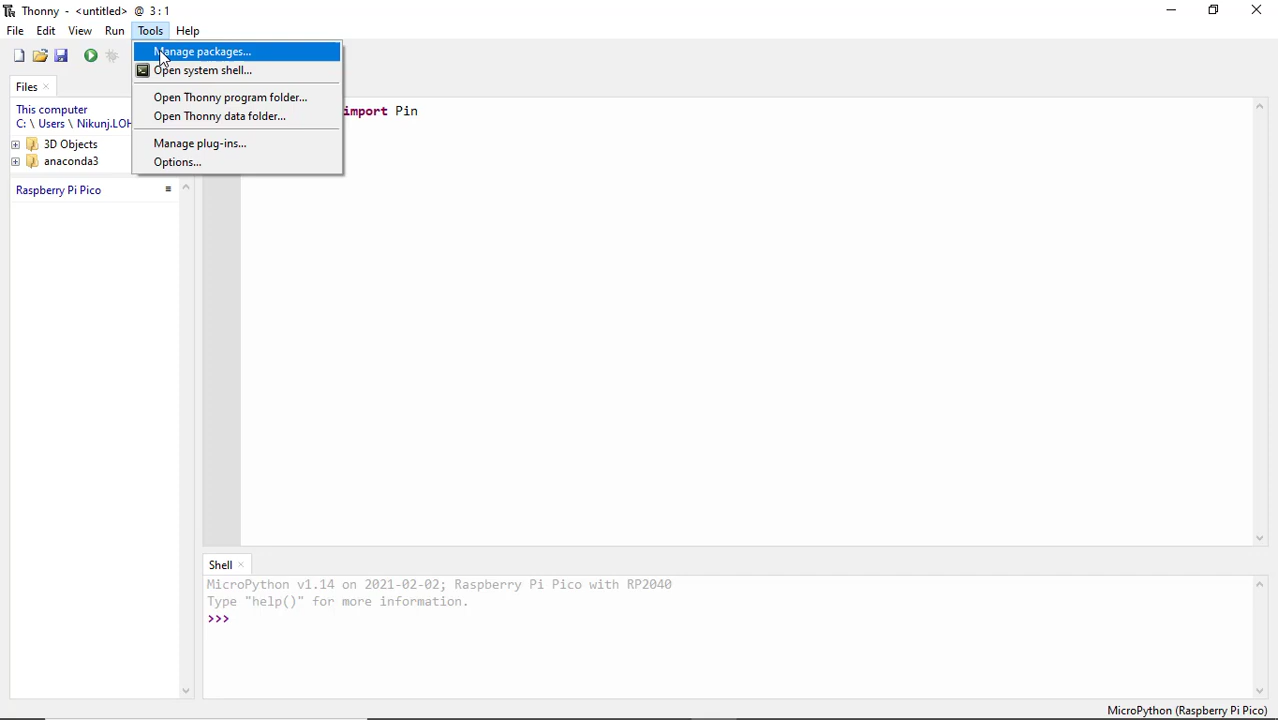 Thonny - <untitled> @ 3 : 1
File Edit View Run Tools Help
Manage packages...
Open system shell...
Open Thonny program folder...
Open Thonny data folder...
Manage plug-ins...
Options...
Files
This computer
C: \ Users \ Nikunj.LOH
3D Objects
anaconda3
Raspberry Pi Pico
import Pin
Shell
MicroPython v1.14 on 2021-02-02; Raspberry Pi Pico with RP2040
Type "help()" for more information.
>>>
MicroPython (Raspberry Pi Pico)